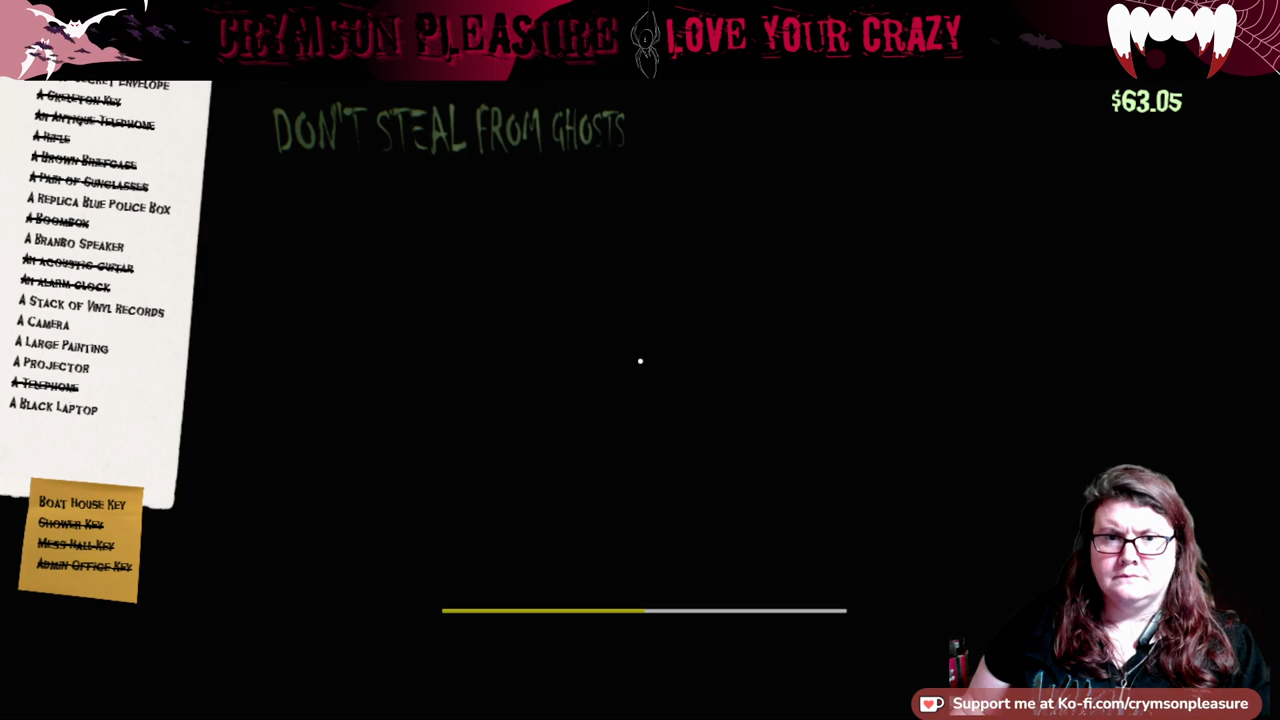 CRYMSON PLEASURE LOVE YOUR CRAZY
$63.05
DON'T STEAL FROM GHOSTS
SECRET ENVELOPE
A SKELETON KEY
AN ANTIQUE TELEPHONE
A RIFLE
A BROWN BRIEFCASE
A PAIR OF SUNGLASSES
A REPLICA BLUE POLICE BOX
A BOOMBOX
A BRANBO SPEAKER
AN ACOUSTIC GUITAR
AN ALARM CLOCK
A STACK OF VINYL RECORDS
A CAMERA
A LARGE PAINTING
A PROJECTOR
A TELEPHONE
A BLACK LAPTOP
BOAT HOUSE KEY
SHOWER KEY
MESS HALL KEY
ADMIN OFFICE KEY
Support me at Ko-fi.com/crymsonpleasure